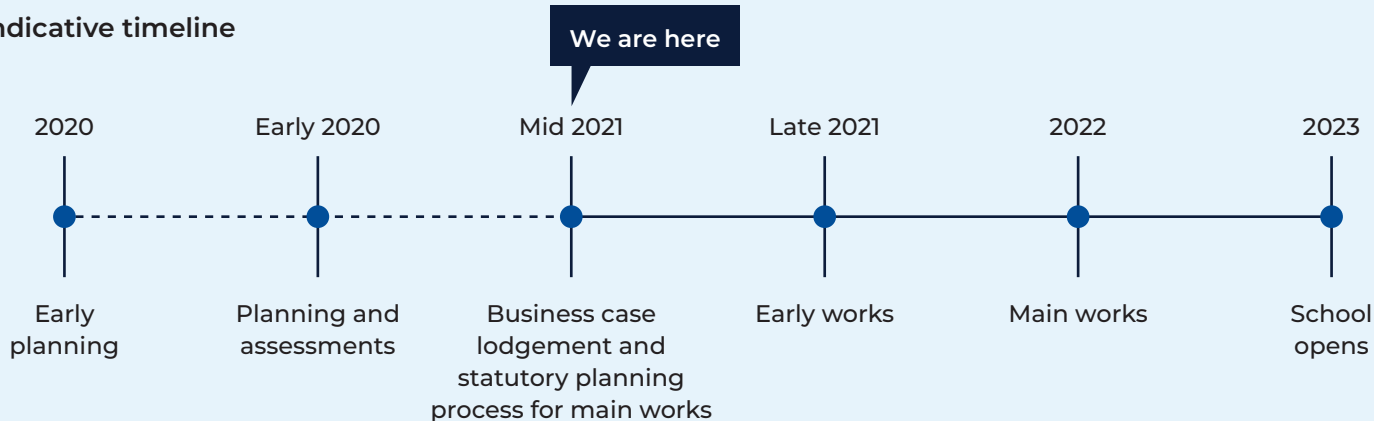 ndicative timeline
We are here
2020
Early 2020
Mid 2021
Late 2021
2022
2023
Early
planning
Planning and
assessments
Business case
lodgement and
statutory planning
process for main works
Early works
Main works
School
opens